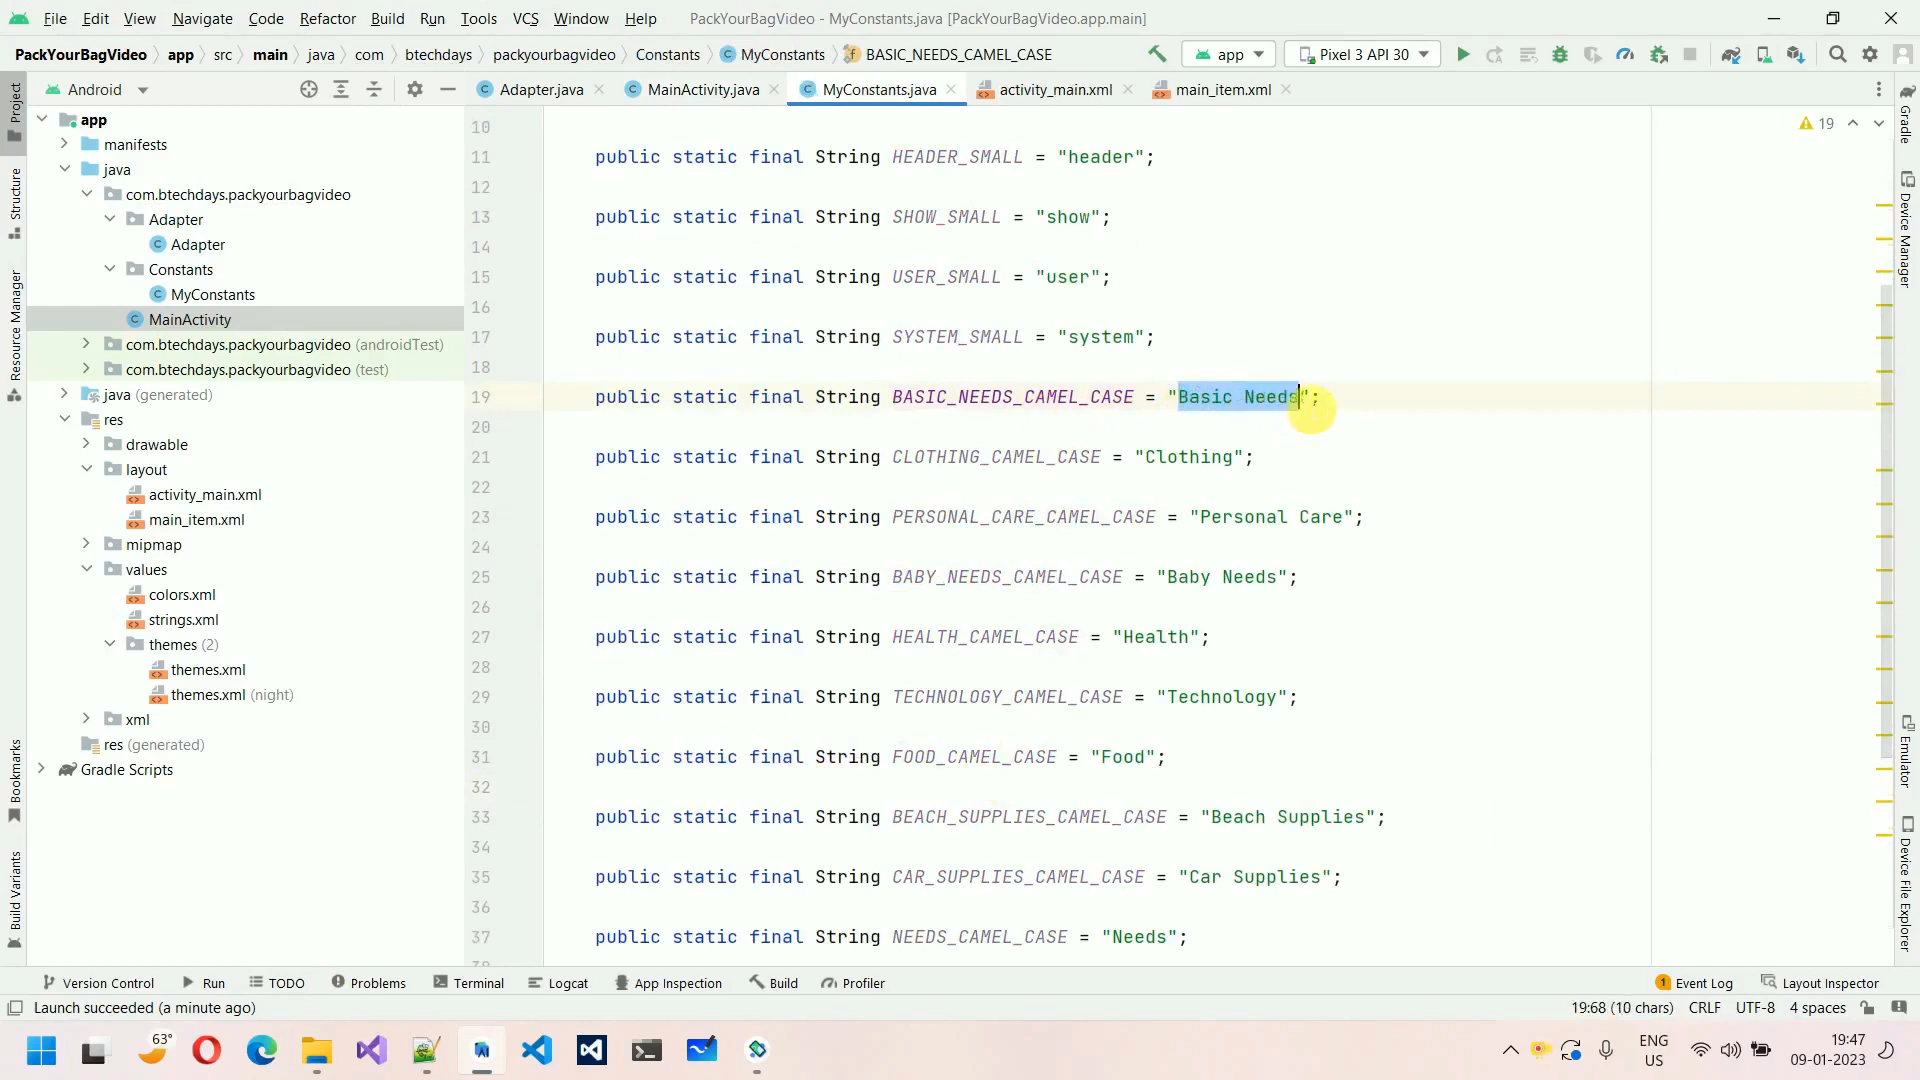 File Edit View Navigate Code Refactor Build Run Tools VCS Window Help PackYourBagVideo - MyConstants.java [PackYourBagVideo.app.main]
PackYourBagVideo app src main java com btechdays packyourbagvideo Constants MyConstants BASIC_NEEDS_CAMEL_CASE app Pixel 3 API 30
Android Adapter.java MainActivity.java MyConstants.java activity_main.xml main_item.xml
Project
Structure
Resource Manager
Bookmarks
Build Variants
app
manifests
java
com.btechdays.packyourbagvideo
Adapter
Adapter
Constants
MyConstants
MainActivity
com.btechdays.packyourbagvideo (androidTest)
com.btechdays.packyourbagvideo (test)
java (generated)
res
drawable
layout
activity_main.xml
main_item.xml
mipmap
values
colors.xml
strings.xml
themes (2)
themes.xml
themes.xml (night)
xml
res (generated)
Gradle Scripts
19
10
11 public static final String HEADER_SMALL = "header";
12
13 public static final String SHOW_SMALL = "show";
14
15 public static final String USER_SMALL = "user";
16
17 public static final String SYSTEM_SMALL = "system";
18
19 public static final String BASIC_NEEDS_CAMEL_CASE = "Basic Needs";
20
21 public static final String CLOTHING_CAMEL_CASE = "Clothing";
22
23 public static final String PERSONAL_CARE_CAMEL_CASE = "Personal Care";
24
25 public static final String BABY_NEEDS_CAMEL_CASE = "Baby Needs";
26
27 public static final String HEALTH_CAMEL_CASE = "Health";
28
29 public static final String TECHNOLOGY_CAMEL_CASE = "Technology";
30
31 public static final String FOOD_CAMEL_CASE = "Food";
32
33 public static final String BEACH_SUPPLIES_CAMEL_CASE = "Beach Supplies";
34
35 public static final String CAR_SUPPLIES_CAMEL_CASE = "Car Supplies";
36
37 public static final String NEEDS_CAMEL_CASE = "Needs";
Gradle
Device Manager
Emulator
Device File Explorer
Version Control Run TODO Problems Terminal Logcat App Inspection Build Profiler 1 Event Log Layout Inspector
Launch succeeded (a minute ago) 19:68 (10 chars) CRLF UTF-8 4 spaces
63° ENG 19:47
US 09-01-2023